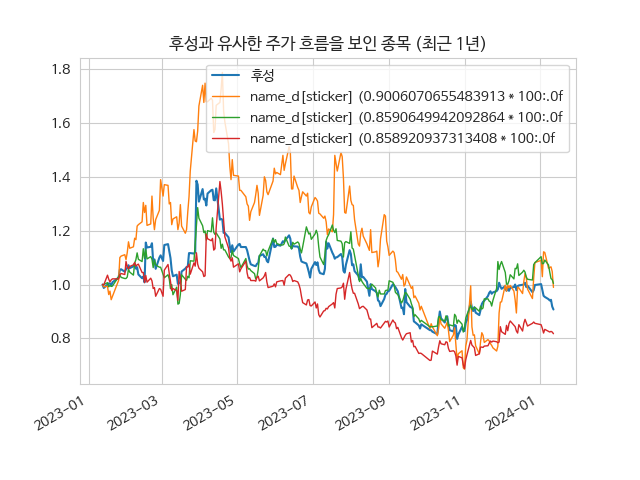 후성과 유사한 주가 흐름을 보인 종목 (최근 1년)
후성
name_d[sticker] (0.9006070655483913*100:.0f
name_d[sticker] (0.8590649942092864*100:.0f
name_d[sticker] (0.858920937313408*100:.0f
1.8
1.6
1.4
1.2
1.0
0.8
2023-01
2023-03
2023-05
2023-07
2023-09
2023-11
2024-01